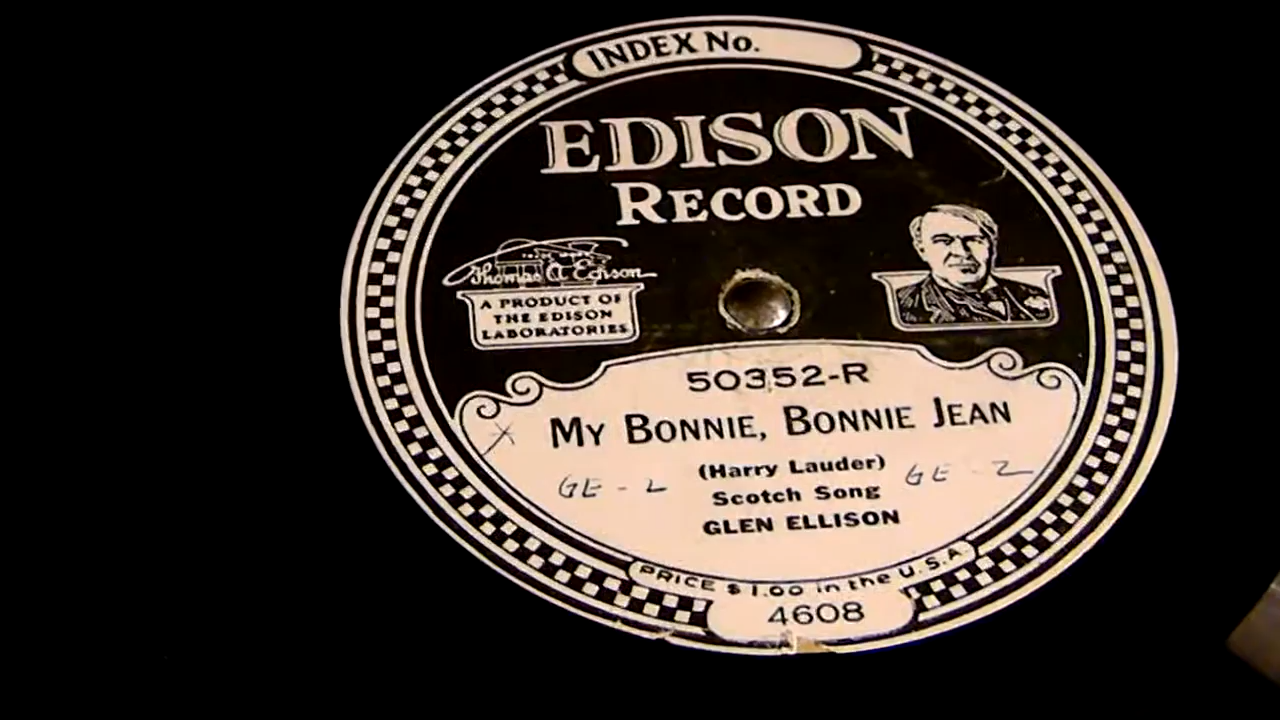 INDEX No.
EDISON
RECORD
Thomas A Edison
A PRODUCT OF
THE EDISON
LABORATORIES
50352-R
MY BONNIE, BONNIE JEAN
(Harry Lauder)
GE - L
GE - 2
Scotch Song
GLEN ELLISON
PRICE $1.00 in the U.S.A.
4608